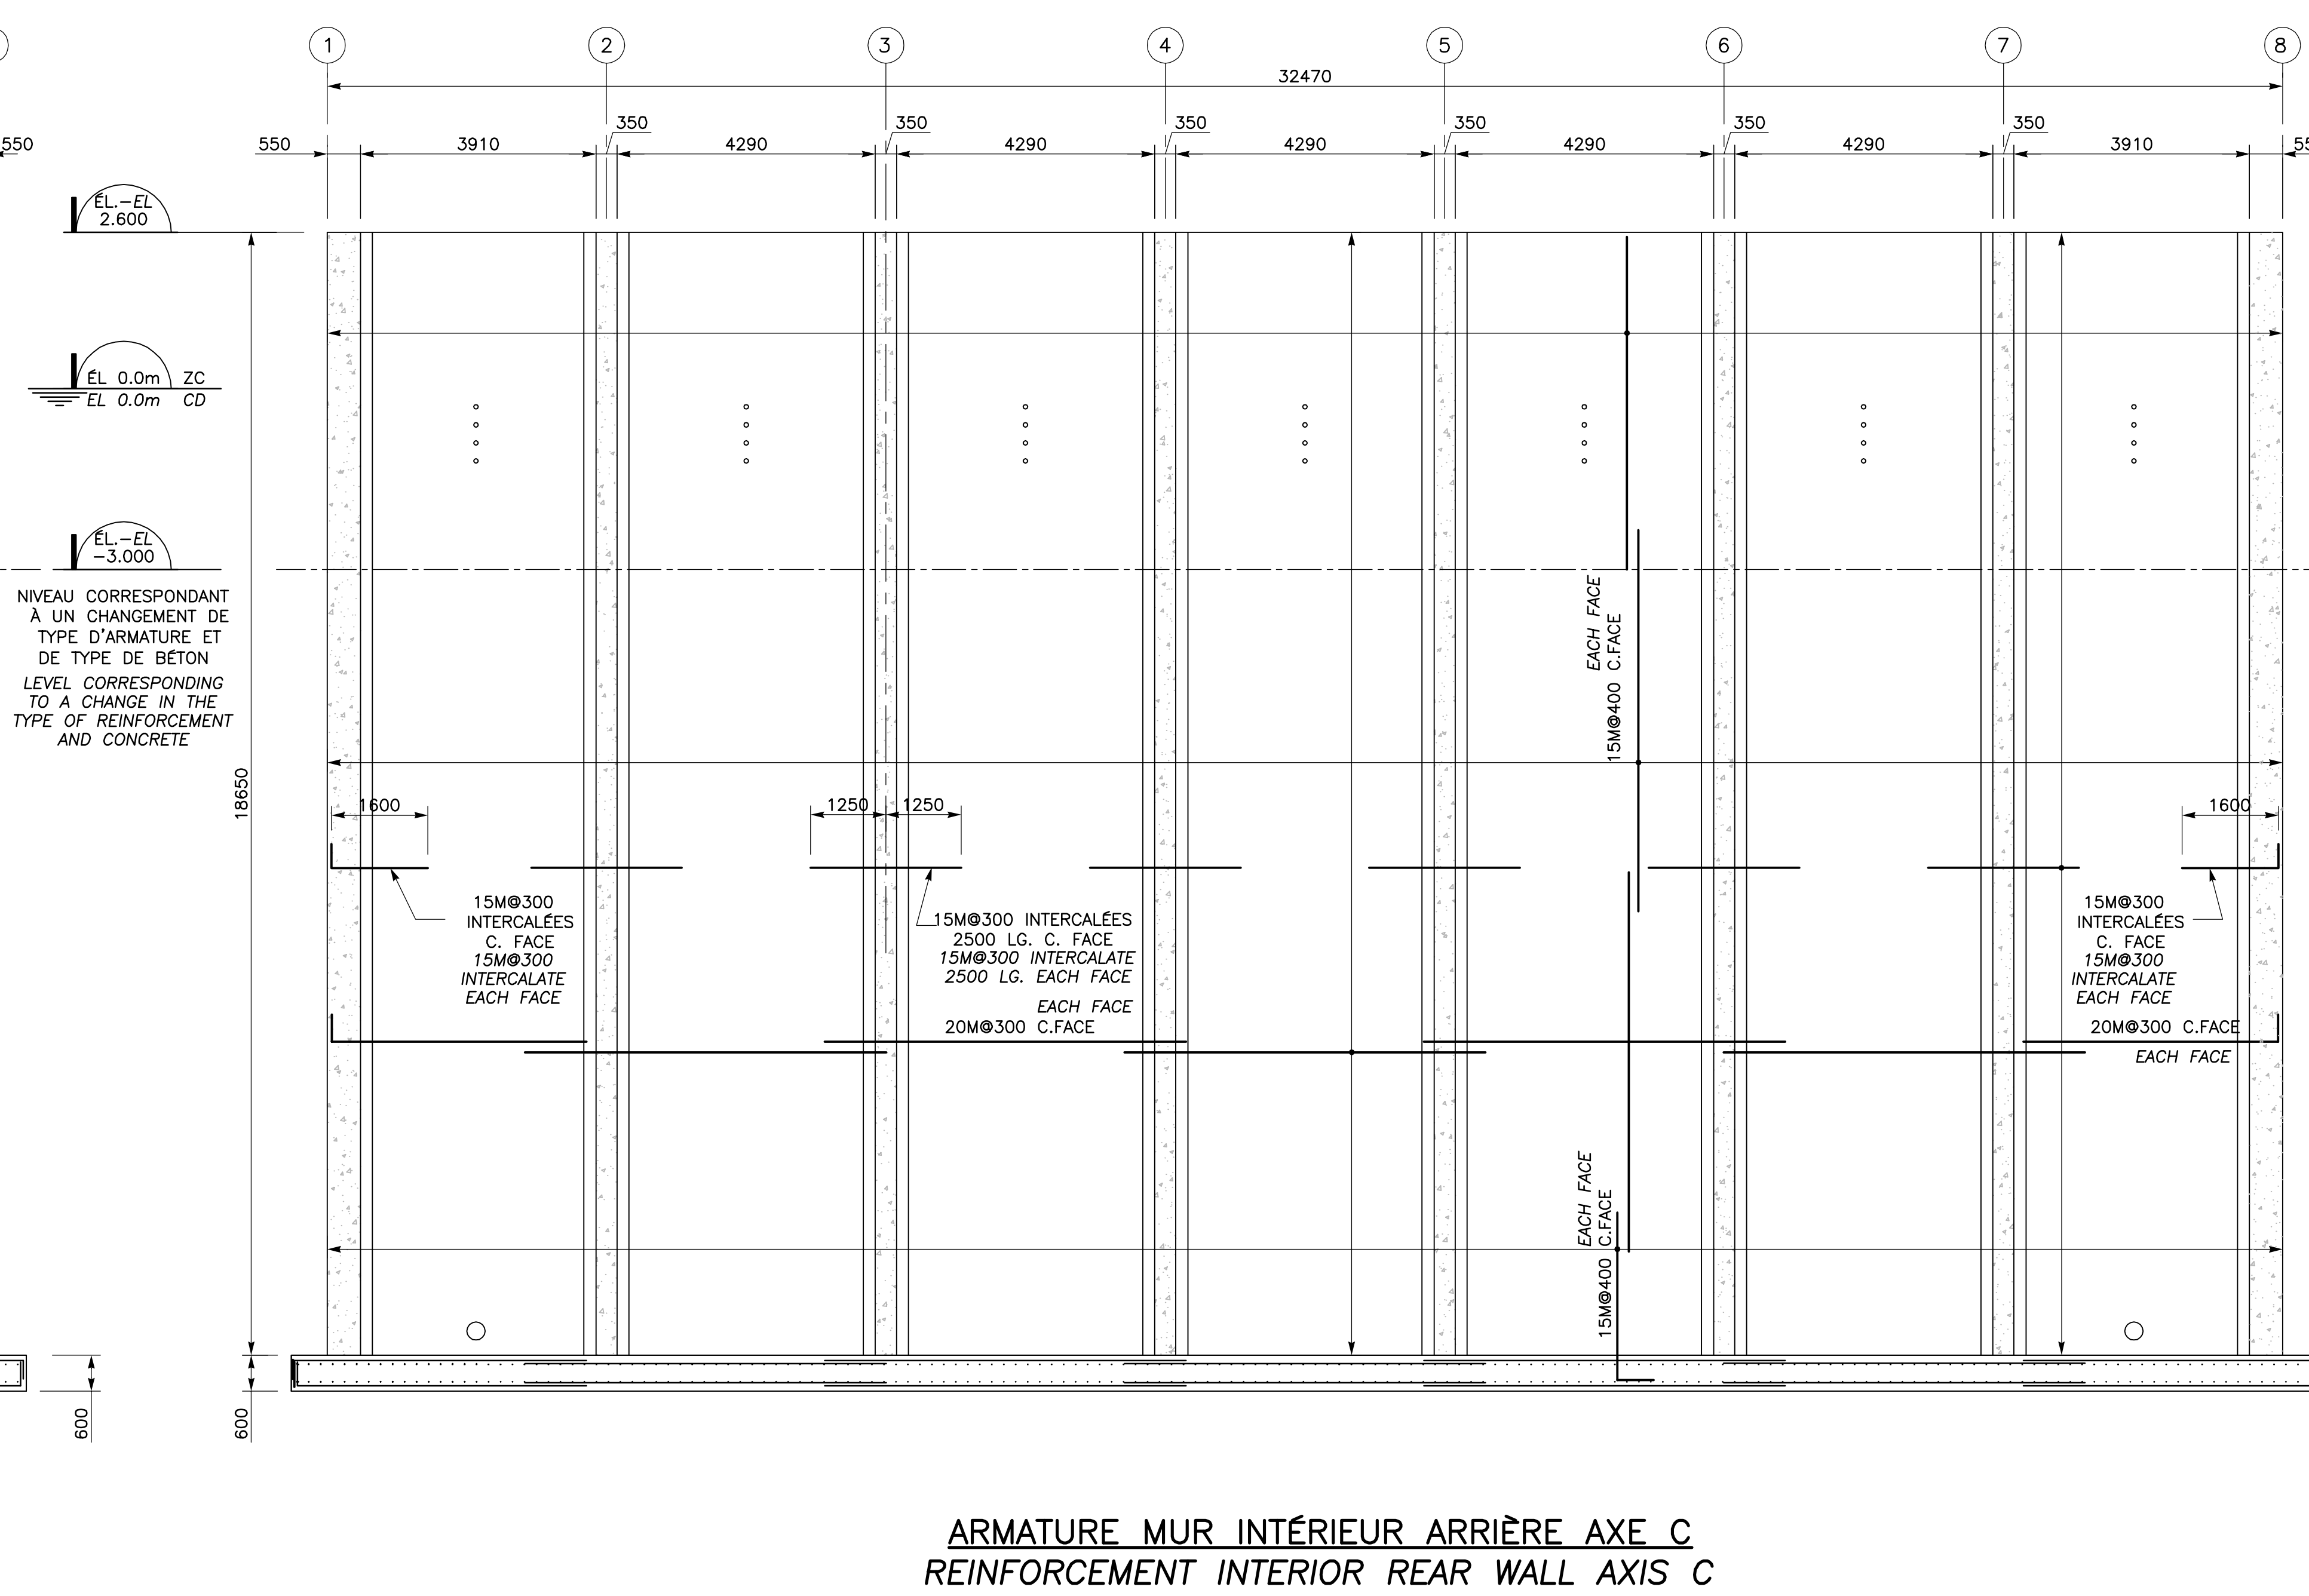 1 2 3 4 5 6 7 8
32470
350 350 350 350 350 350
550 550 3910 4290 4290 4290 4290 4290 3910
ÉL.-EL
2.600
ÉL 0.0m ZC
EL 0.0m CD
ÉL.-EL
-3.000
NIVEAU CORRESPONDANT
À UN CHANGEMENT DE
TYPE D'ARMATURE ET
DE TYPE DE BÉTON
LEVEL CORRESPONDING
TO A CHANGE IN THE
TYPE OF REINFORCEMENT
AND CONCRETE
18650
EACH FACE
15M@400 C.FACE
1600 1250 1250 1600
15M@300
INTERCALÉES
C. FACE
15M@300
INTERCALATE
EACH FACE
15M@300 INTERCALÉES
2500 LG. C. FACE
15M@300 INTERCALATE
2500 LG. EACH FACE
EACH FACE
20M@300 C.FACE
15M@300
INTERCALÉES
C. FACE
15M@300
INTERCALATE
EACH FACE
20M@300 C.FACE
EACH FACE
EACH FACE
15M@400 C.FACE
600 600
ARMATURE MUR INTÉRIEUR ARRIÈRE AXE C
REINFORCEMENT INTERIOR REAR WALL AXIS C